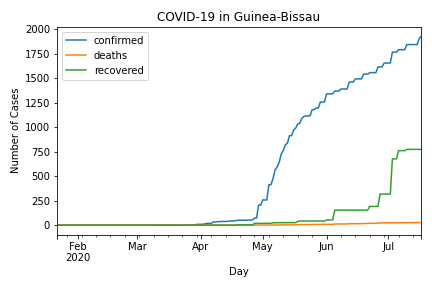 COVID-19 in Guinea-Bissau
confirmed
deaths
recovered
Number of Cases
2000
1750
1500
1250
1000
750
500
250
0
Feb Mar Apr May Jun Jul
2020
Day